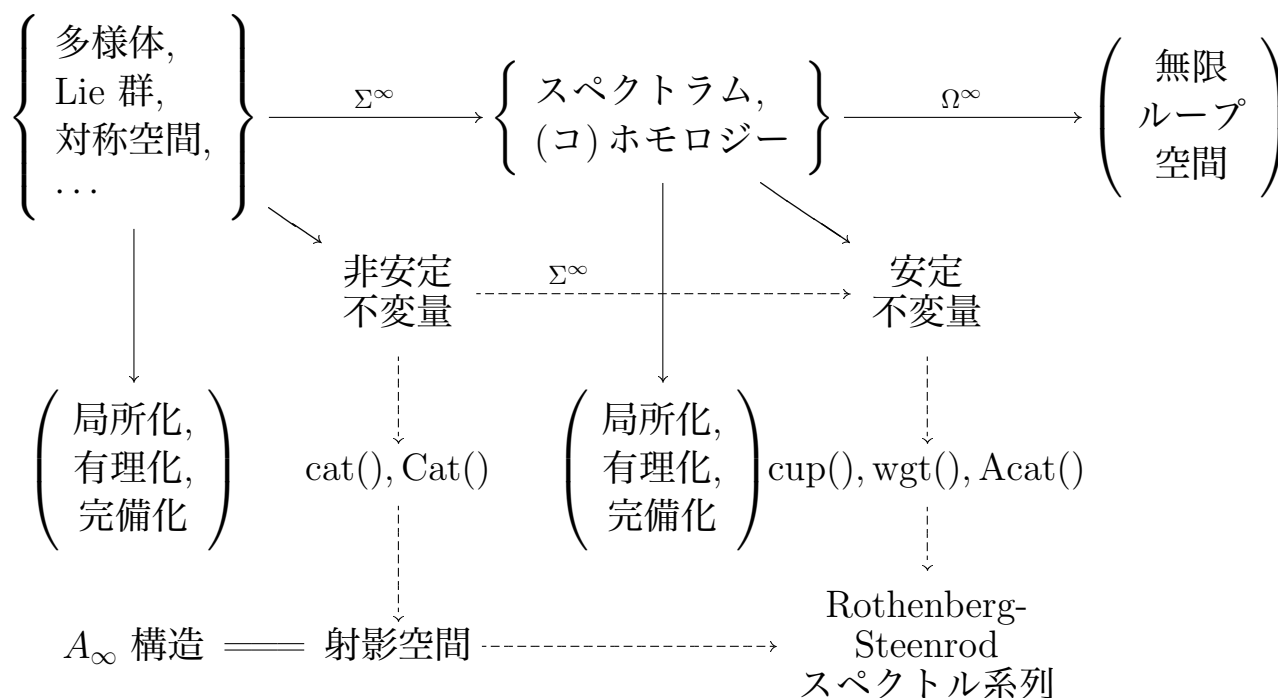 多様体,
Lie 群,
対称空間,
...
Σ^∞
スペクトラム,
(コ) ホモロジー
Ω^∞
無限
ループ
空間
非安定
不変量
Σ^∞
安定
不変量
局所化,
有理化,
完備化
cat(), Cat()
局所化,
有理化,
完備化
cup(), wgt(), Acat()
A_∞ 構造
射影空間
Rothenberg-
Steenrod
スペクトル系列